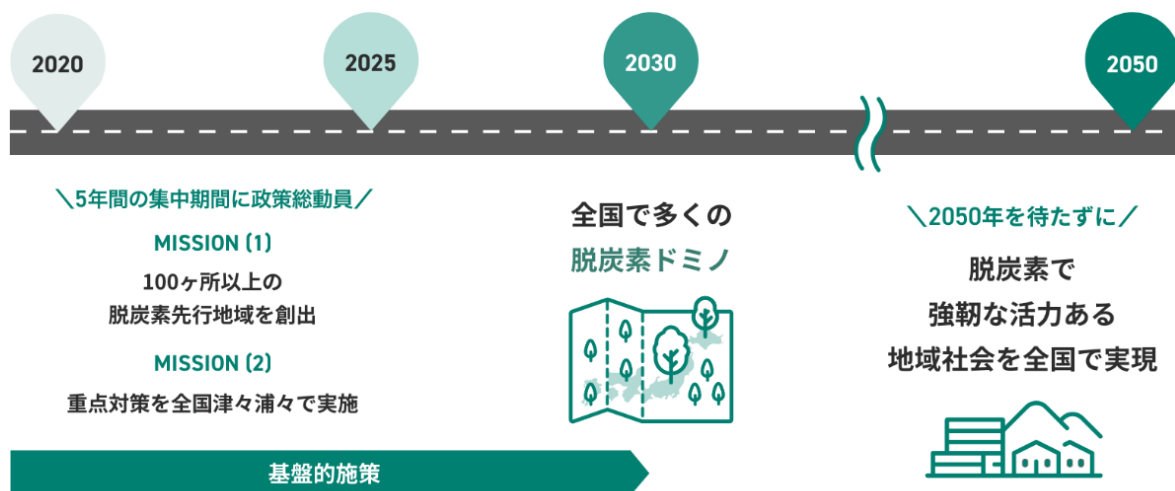 2020
2025
2030
2050
\5年間の集中期間に政策総動員/
MISSION (1)
100ヶ所以上の
脱炭素先行地域を創出
MISSION (2)
重点対策を全国津々浦々で実施
基盤的施策
全国で多くの
脱炭素ドミノ
\2050年を待たずに/
脱炭素で
強靭な活力ある
地域社会を全国で実現